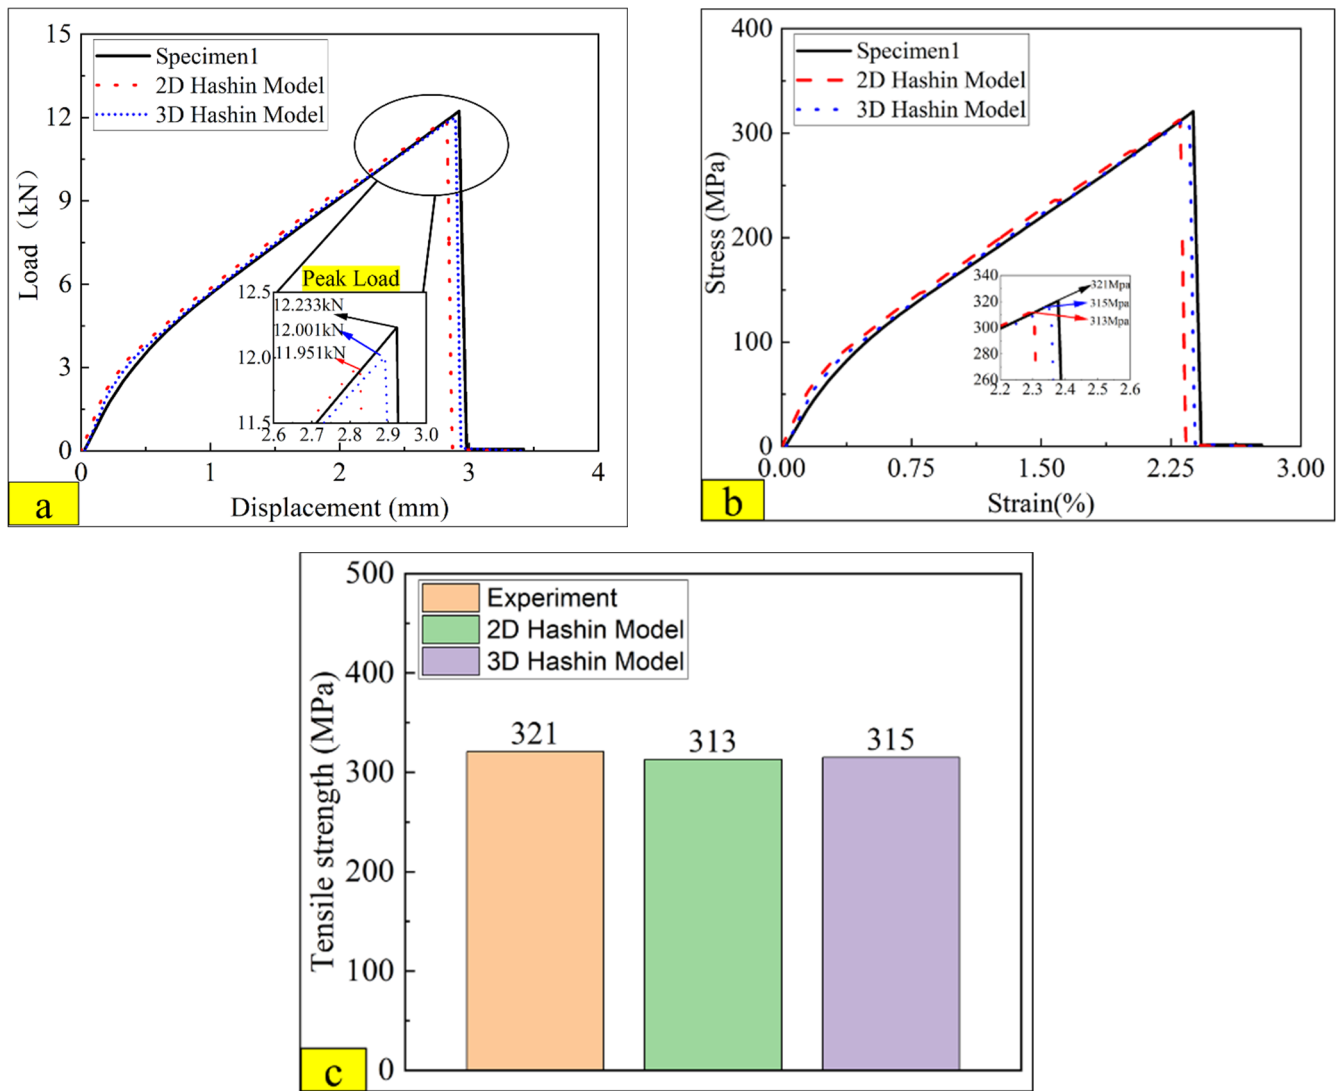 15
12
9
6
3
0
Load（kN）
Specimen1
2D Hashin Model
3D Hashin Model
Peak Load
12.5
12.0
11.5
12.233kN
12.001kN
11.951kN
2.6 2.7 2.8 2.9 3.0
0 1 2 3 4
Displacement (mm)
a
400
300
200
100
0
Stress (MPa)
Specimen1
2D Hashin Model
3D Hashin Model
340
320
300
280
260
321Mpa
315Mpa
313Mpa
2.2 2.3 2.4 2.5 2.6
0.00 0.75 1.50 2.25 3.00
Strain(%)
b
500
400
300
200
100
0
Tensile strength (MPa)
Experiment
2D Hashin Model
3D Hashin Model
321
313
315
c